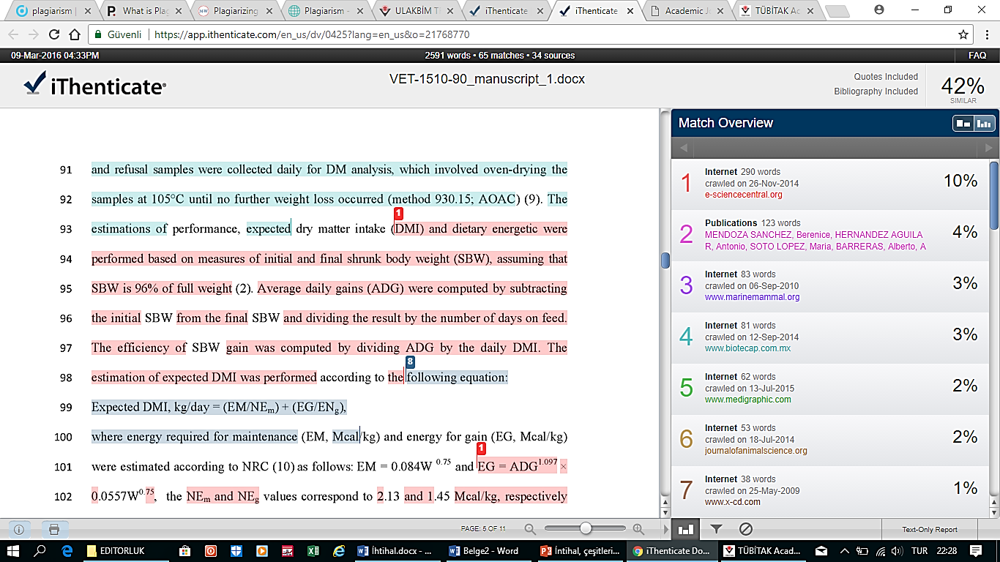 plagiarism |
What is Pla
Plagiarizing
Plagiarism -
ULAKBİM T
iThenticate
iThenticate
Academic J
TÜBİTAK Ac
Güvenli
https://app.ithenticate.com/en_us/dv/0425?lang=en_us&o=21768770
09-Mar-2016 04:33PM
2591 words • 65 matches • 34 sources
FAQ
iThenticate®
VET-1510-90_manuscript_1.docx
Quotes Included
Bibliography Included
42%
SIMILAR
91 and refusal samples were collected daily for DM analysis, which involved oven-drying the
92 samples at 105°C until no further weight loss occurred (method 930.15; AOAC) (9). The
1
93 estimations of performance, expected dry matter intake (DMI) and dietary energetic were
94 performed based on measures of initial and final shrunk body weight (SBW), assuming that
95 SBW is 96% of full weight (2). Average daily gains (ADG) were computed by subtracting
96 the initial SBW from the final SBW and dividing the result by the number of days on feed.
97 The efficiency of SBW gain was computed by dividing ADG by the daily DMI. The
8
98 estimation of expected DMI was performed according to the following equation:
99 Expected DMI, kg/day = (EM/NEm) + (EG/ENg),
100 where energy required for maintenance (EM, Mcal/kg) and energy for gain (EG, Mcal/kg)
1
101 were estimated according to NRC (10) as follows: EM = 0.084W 0.75 and EG = ADG1.097 ×
102 0.0557W0.75, the NEm and NEg values correspond to 2.13 and 1.45 Mcal/kg, respectively
Match Overview
1 Internet 290 words 10%
crawled on 26-Nov-2014
e-sciencecentral.org
2 Publications 123 words 4%
MENDOZA SANCHEZ, Berenice, HERNANDEZ AGUILA
R, Antonio, SOTO LOPEZ, Maria, BARRERAS, Alberto, A
3 Internet 83 words 3%
crawled on 06-Sep-2010
www.marinemammal.org
4 Internet 81 words 3%
crawled on 12-Sep-2014
www.biotecap.com.mx
5 Internet 62 words 2%
crawled on 13-Jul-2015
www.medigraphic.com
6 Internet 53 words 2%
crawled on 18-Jul-2014
journalofanimalscience.org
7 Internet 38 words 1%
crawled on 25-May-2009
www.x-cd.com
PAGE: 5 OF 11
Text-Only Report
EDITORLUK
İntihal.docx - ...
Belge2 - Word
İntihal, çeşitleri...
iThenticate Do...
TÜBİTAK Acad...
TUR
22:28